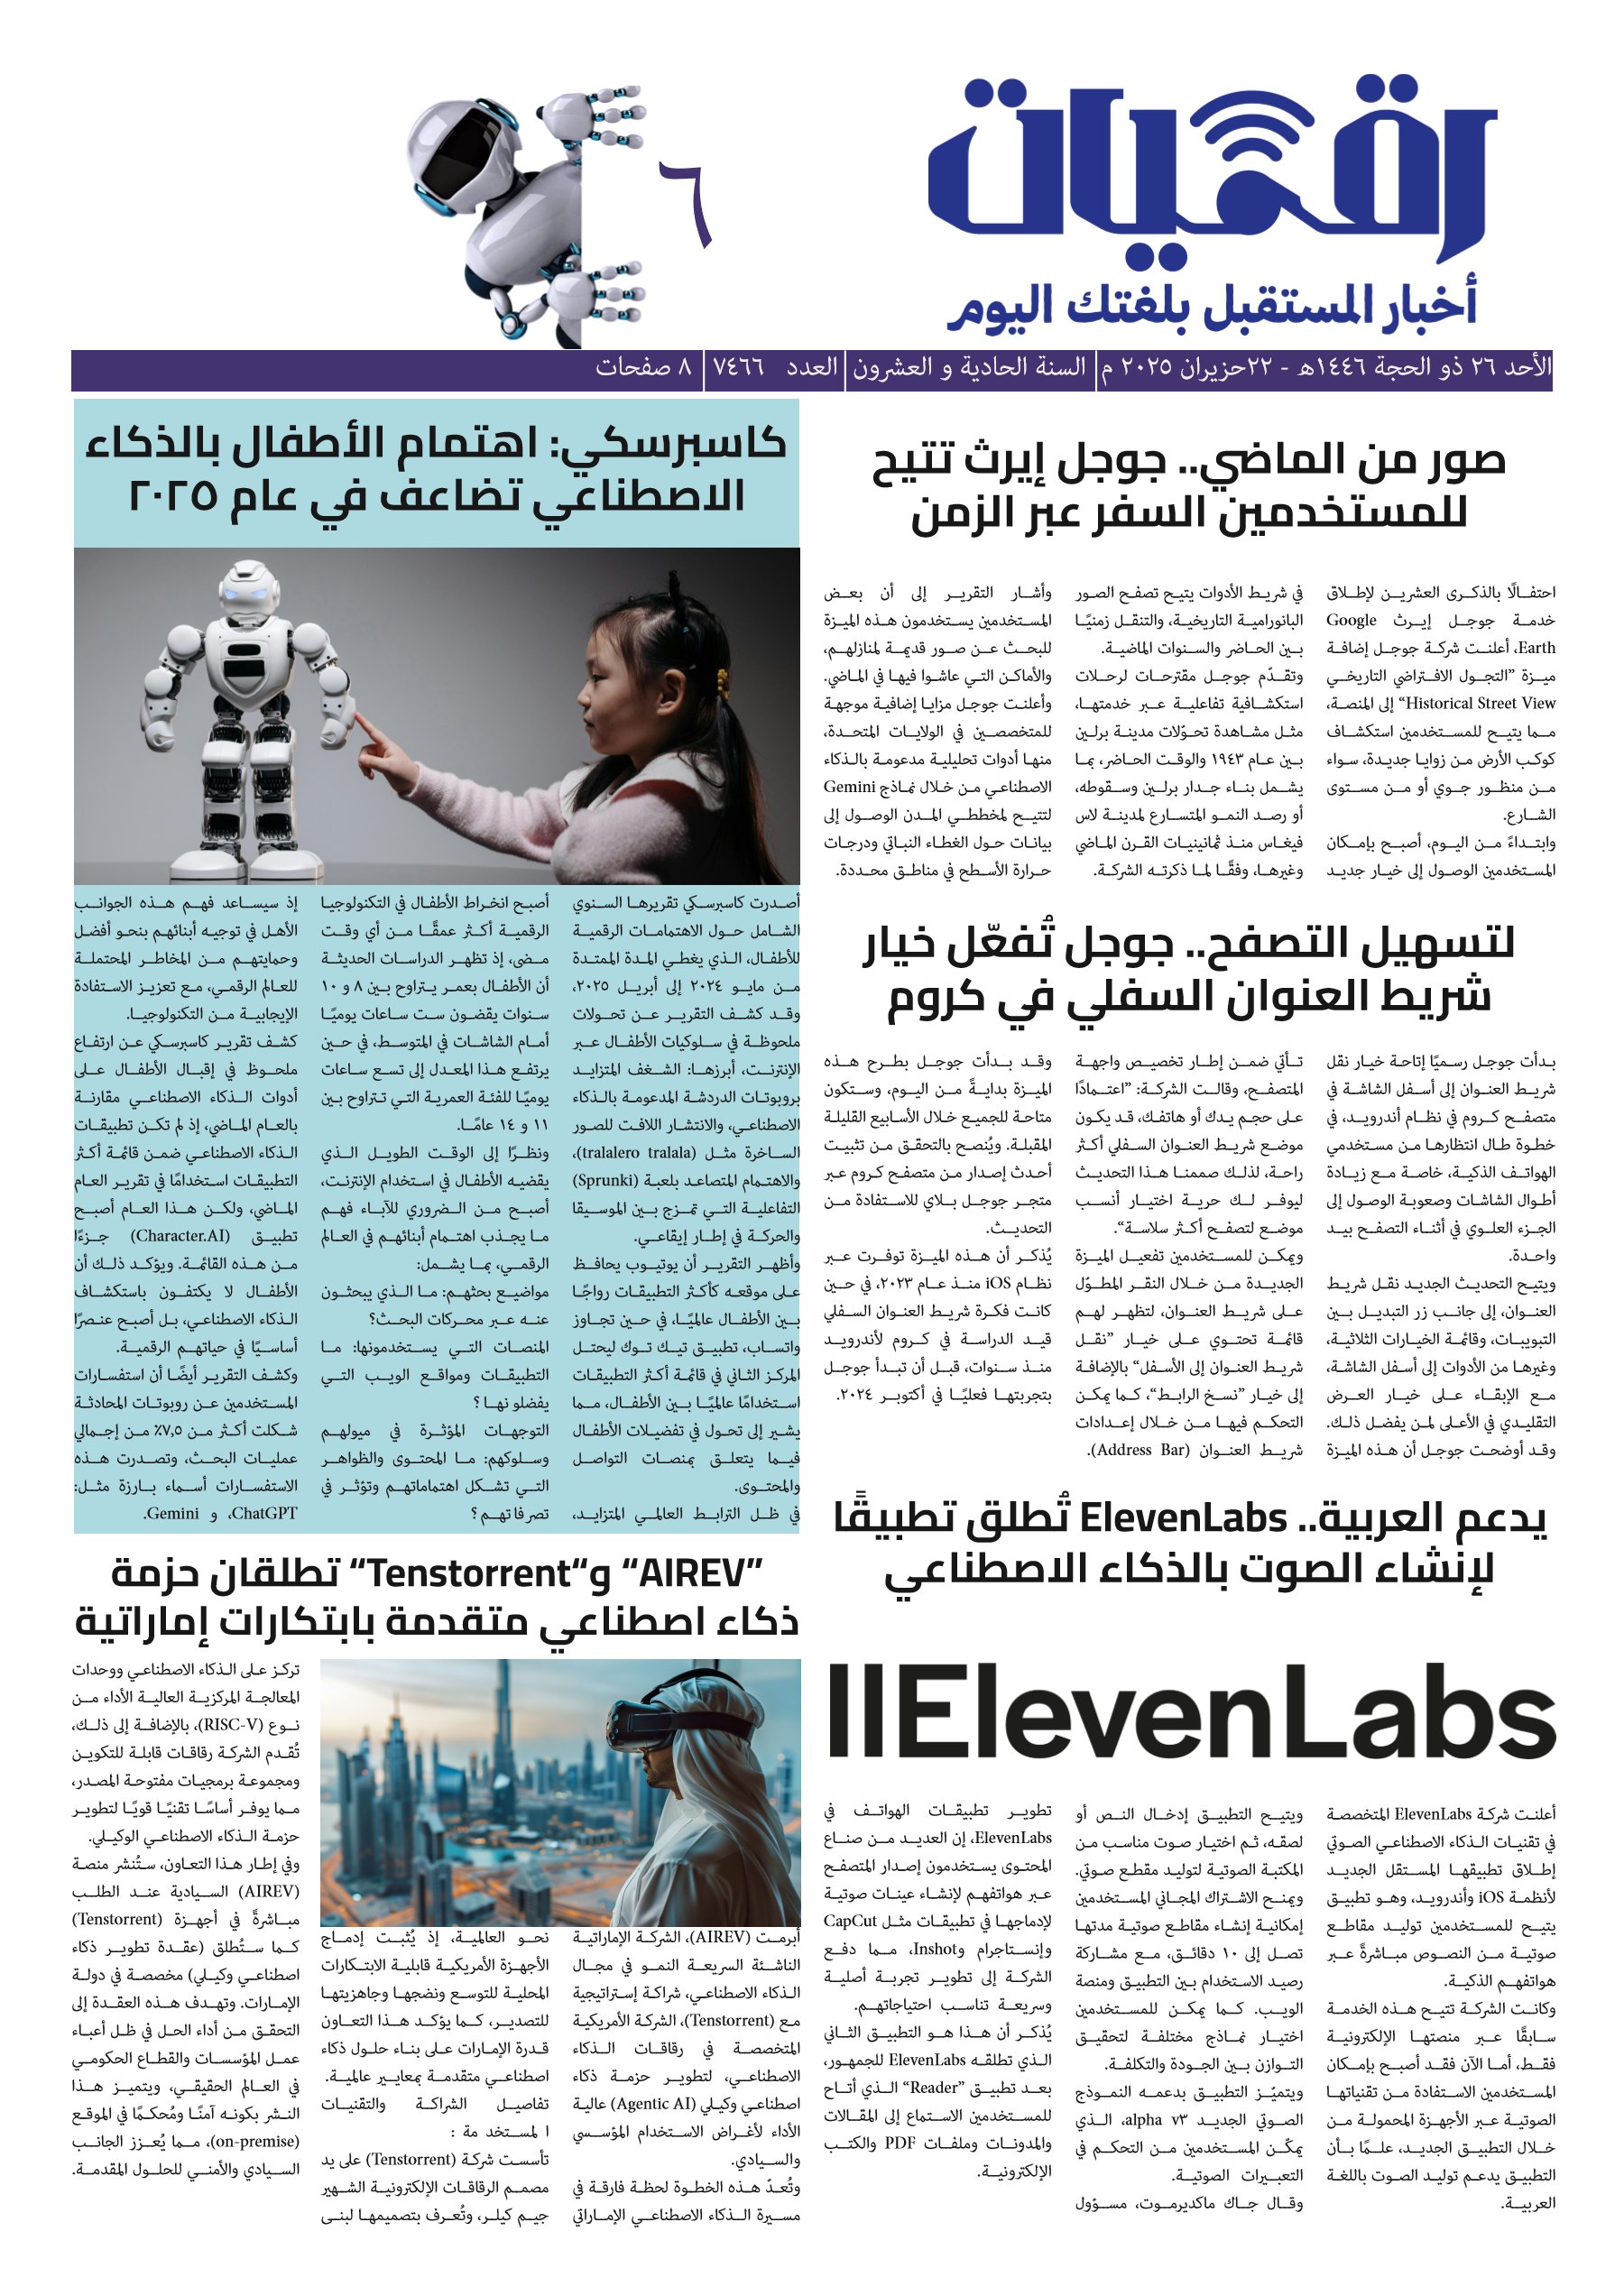 رقميات
أخبار المستقبل بلغتك اليوم
٦
الأحد ٢٦ ذو الحجة ١٤٤٦هـ - ٢٢حزيران ٢٠٢٥ م | السنة الحادية و العشرون | العدد ٧٤٦٦ | ٨ صفحات
صور من الماضي.. جوجل إيرث تتيح
للمستخدمين السفر عبر الزمن
احتفالًا بالذكرى العشرين لإطلاق
خدمة جوجل إيرث Google
Earth، أعلنت شركة جوجل إضافة
ميزة ”التجول الافتراضي التاريخي
Historical Street View“ إلى المنصة،
مما يتيح للمستخدمين استكشاف
كوكب الأرض من زوايا جديدة، سواء
من منظور جوي أو من مستوى
الشارع.
وابتداءً من اليوم، أصبح بإمكان
المستخدمين الوصول إلى خيار جديد
في شريط الأدوات يتيح تصفح الصور
البانورامية التاريخية، والتنقل زمنيًا
بين الحاضر والسنوات الماضية.
وتقدّم جوجل مقترحات لرحلات
استكشافية تفاعلية عبر خدمتها،
مثل مشاهدة تحوّلات مدينة برلين
بين عام ١٩٤٣ والوقت الحاضر، بما
يشمل بناء جدار برلين وسقوطه،
أو رصد النمو المتسارع لمدينة لاس
فيغاس منذ ثمانينيات القرن الماضي
وغيرها، وفقًا لما ذكرته الشركة.
وأشار التقرير إلى أن بعض
المستخدمين يستخدمون هذه الميزة
للبحث عن صور قديمة لمنازلهم،
والأماكن التي عاشوا فيها في الماضي.
وأعلنت جوجل مزايا إضافية موجهة
للمتخصصين في الولايات المتحدة،
منها أدوات تحليلية مدعومة بالذكاء
الاصطناعي من خلال نماذج Gemini
لتتيح لمخططي المدن الوصول إلى
بيانات حول الغطاء النباتي ودرجات
حرارة الأسطح في مناطق محددة.
لتسهيل التصفح.. جوجل تُفعّل خيار
شريط العنوان السفلي في كروم
بدأت جوجل رسميًا إتاحة خيار نقل
شريط العنوان إلى أسفل الشاشة في
متصفح كروم في نظام أندرويد، في
خطوة طال انتظارها من مستخدمي
الهواتف الذكية، خاصة مع زيادة
أطوال الشاشات وصعوبة الوصول إلى
الجزء العلوي في أثناء التصفح بيد
واحدة.
ويتيح التحديث الجديد نقل شريط
العنوان، إلى جانب زر التبديل بين
التبويبات، وقائمة الخيارات الثلاثية،
وغيرها من الأدوات إلى أسفل الشاشة،
مع الإبقاء على خيار العرض
التقليدي في الأعلى لمن يفضل ذلك.
وقد أوضحت جوجل أن هذه الميزة
تأتي ضمن إطار تخصيص واجهة
المتصفح، وقالت الشركة: ”اعتمادًا
على حجم يدك أو هاتفك، قد يكون
موضع شريط العنوان السفلي أكثر
راحة، لذلك صممنا هذا التحديث
ليوفر لك حرية اختيار أنسب
موضع لتصفح أكثر سلاسة“.
ويمكن للمستخدمين تفعيل الميزة
الجديدة من خلال النقر المطوّل
على شريط العنوان، لتظهر لهم
قائمة تحتوي على خيار ”نقل
شريط العنوان إلى الأسفل“ بالإضافة
إلى خيار ”نسخ الرابط“، كما يمكن
التحكم فيها من خلال إعدادات
شريط العنوان (Address Bar).
وقد بدأت جوجل بطرح هذه
الميزة بدايةً من اليوم، وستكون
متاحة للجميع خلال الأسابيع القليلة
المقبلة. ويُنصح بالتحقق من تثبيت
أحدث إصدار من متصفح كروم عبر
متجر جوجل بلاي للاستفادة من
التحديث.
يُذكر أن هذه الميزة توفرت عبر
نظام iOS منذ عام ٢٠٢٣، في حين
كانت فكرة شريط العنوان السفلي
قيد الدراسة في كروم لأندرويد
منذ سنوات، قبل أن تبدأ جوجل
بتجربتها فعليًا في أكتوبر ٢٠٢٤.
يدعم العربية.. ElevenLabs تُطلق تطبيقًا
لإنشاء الصوت بالذكاء الاصطناعي
IIElevenLabs
أعلنت شركة ElevenLabs المتخصصة
في تقنيات الذكاء الاصطناعي الصوتي
إطلاق تطبيقها المستقل الجديد
لأنظمة iOS وأندرويد، وهو تطبيق
يتيح للمستخدمين توليد مقاطع
صوتية من النصوص مباشرةً عبر
هواتفهم الذكية.
وكانت الشركة تتيح هذه الخدمة
سابقًا عبر منصتها الإلكترونية
فقط، أما الآن فقد أصبح بإمكان
المستخدمين الاستفادة من تقنياتها
الصوتية عبر الأجهزة المحمولة من
خلال التطبيق الجديد، علمًا بأن
التطبيق يدعم توليد الصوت باللغة
العربية.
ويتيح التطبيق إدخال النص أو
لصقه، ثم اختيار صوت مناسب من
المكتبة الصوتية لتوليد مقطع صوتي.
ويمنح الاشتراك المجاني المستخدمين
إمكانية إنشاء مقاطع صوتية مدتها
تصل إلى ١٠ دقائق، مع مشاركة
رصيد الاستخدام بين التطبيق ومنصة
الويب. كما يمكن للمستخدمين
اختيار نماذج مختلفة لتحقيق
التوازن بين الجودة والتكلفة.
ويتميّز التطبيق بدعمه النموذج
الصوتي الجديد alpha v٣، الذي
يمكّن المستخدمين من التحكم في
التعبيرات الصوتية.
وقال جاك ماكديرموت، مسؤول
تطوير تطبيقات الهواتف في
ElevenLabs، إن العديد من صناع
المحتوى يستخدمون إصدار المتصفح
عبر هواتفهم لإنشاء عينات صوتية
لإدماجها في تطبيقات مثل CapCut
وإنستاجرام وInshot، مما دفع
الشركة إلى تطوير تجربة أصلية
وسريعة تناسب احتياجاتهم.
يُذكر أن هذا هو التطبيق الثاني
الذي تطلقه ElevenLabs للجمهور،
بعد تطبيق ”Reader“ الذي أتاح
للمستخدمين الاستماع إلى المقالات
والمدونات وملفات PDF والكتب
الإلكترونية.
كاسبرسكي: اهتمام الأطفال بالذكاء
الاصطناعي تضاعف في عام ٢٠٢٥
أصدرت كاسبرسكي تقريرها السنوي
الشامل حول الاهتمامات الرقمية
للأطفال، الذي يغطي المدة الممتدة
من مايو ٢٠٢٤ إلى أبريل ٢٠٢٥،
وقد كشف التقرير عن تحولات
ملحوظة في سلوكيات الأطفال عبر
الإنترنت، أبرزها: الشغف المتزايد
بروبوتات الدردشة المدعومة بالذكاء
الاصطناعي، والانتشار اللافت للصور
الساخرة مثل (tralalero tralala)،
والاهتمام المتصاعد بلعبة (Sprunki)
التفاعلية التي تمزج بين الموسيقا
والحركة في إطار إيقاعي.
وأظهر التقرير أن يوتيوب يحافظ
على موقعه كأكثر التطبيقات رواجًا
بين الأطفال عالميًا، في حين تجاوز
واتساب، تطبيق تيك توك ليحتل
المركز الثاني في قائمة أكثر التطبيقات
استخدامًا عالميًا بين الأطفال، مما
يشير إلى تحول في تفضيلات الأطفال
فيما يتعلق بمنصات التواصل
والمحتوى.
في ظل الترابط العالمي المتزايد،
أصبح انخراط الأطفال في التكنولوجيا
الرقمية أكثر عمقًا من أي وقت
مضى، إذ تظهر الدراسات الحديثة
أن الأطفال بعمر يتراوح بين ٨ و ١٠
سنوات يقضون ست ساعات يوميًا
أمام الشاشات في المتوسط، في حين
يرتفع هذا المعدل إلى تسع ساعات
يوميًا للفئة العمرية التي تتراوح بين
١١ و ١٤ عامًا.
ونظرًا إلى الوقت الطويل الذي
يقضيه الأطفال في استخدام الإنترنت،
أصبح من الضروري للآباء فهم
ما يجذب اهتمام أبنائهم في العالم
الرقمي، بما يشمل:
مواضيع بحثهم: ما الذي يبحثون
عنه عبر محركات البحث؟
المنصات التي يستخدمونها: ما
التطبيقات ومواقع الويب التي
يفضلو نها ؟
التوجهات المؤثرة في ميولهم
وسلوكهم: ما المحتوى والظواهر
التي تشكل اهتماماتهم وتؤثر في
تصرفاتهم ؟
إذ سيساعد فهم هذه الجوانب
الأهل في توجيه أبنائهم بنحو أفضل
وحمايتهم من المخاطر المحتملة
للعالم الرقمي، مع تعزيز الاستفادة
الإيجابية من التكنولوجيا.
كشف تقرير كاسبرسكي عن ارتفاع
ملحوظ في إقبال الأطفال على
أدوات الذكاء الاصطناعي مقارنة
بالعام الماضي، إذ لم تكن تطبيقات
الذكاء الاصطناعي ضمن قائمة أكثر
التطبيقات استخدامًا في تقرير العام
الماضي، ولكن هذا العام أصبح
تطبيق (Character.AI) جزءًا
من هذه القائمة. ويؤكد ذلك أن
الأطفال لا يكتفون باستكشاف
الذكاء الاصطناعي، بل أصبح عنصرًا
أساسيًا في حياتهم الرقمية.
وكشف التقرير أيضًا أن استفسارات
المستخدمين عن روبوتات المحادثة
شكلت أكثر من ٧,٥٪ من إجمالي
عمليات البحث، وتصدرت هذه
الاستفسارات أسماء بارزة مثل:
ChatGPT، و Gemini.
”AIREV“ و“Tenstorrent“ تطلقان حزمة
ذكاء اصطناعي متقدمة بابتكارات إماراتية
أبرمت (AIREV)، الشركة الإماراتية
الناشئة السريعة النمو في مجال
الذكاء الاصطناعي، شراكة إستراتيجية
مع (Tenstorrent)، الشركة الأمريكية
المتخصصة في رقاقات الذكاء
الاصطناعي، لتطوير حزمة ذكاء
اصطناعي وكيلي (Agentic AI) عالية
الأداء لأغراض الاستخدام المؤسسي
والسيادي.
وتُعدّ هذه الخطوة لحظة فارقة في
مسيرة الذكاء الاصطناعي الإماراتي
نحو العالمية، إذ يُثبت إدماج
الأجهزة الأمريكية قابلية الابتكارات
المحلية للتوسع ونضجها وجاهزيتها
للتصدير، كما يؤكد هذا التعاون
قدرة الإمارات على بناء حلول ذكاء
اصطناعي متقدمة بمعايير عالمية.
تفاصيل الشراكة والتقنيات
ا لمستخد مة :
تأسست شركة (Tenstorrent) على يد
مصمم الرقاقات الإلكترونية الشهير
جيم كيلر، وتُعرف بتصميمها لبنى
تركز على الذكاء الاصطناعي ووحدات
المعالجة المركزية العالية الأداء من
نوع (RISC-V)، بالإضافة إلى ذلك،
تُقدم الشركة رقاقات قابلة للتكوين
ومجموعة برمجيات مفتوحة المصدر،
مما يوفر أساسًا تقنيًا قويًا لتطوير
حزمة الذكاء الاصطناعي الوكيلي.
وفي إطار هذا التعاون، ستُنشر منصة
(AIREV) السيادية عند الطلب
مباشرةً في أجهزة (Tenstorrent)
كما ستُطلق (عقدة تطوير ذكاء
اصطناعي وكيلي) مخصصة في دولة
الإمارات. وتهدف هذه العقدة إلى
التحقق من أداء الحل في ظل أعباء
عمل المؤسسات والقطاع الحكومي
في العالم الحقيقي، ويتميز هذا
النشر بكونه آمنًا ومُحكمًا في الموقع
(on-premise)، مما يُعزز الجانب
السيادي والأمني للحلول المقدمة.